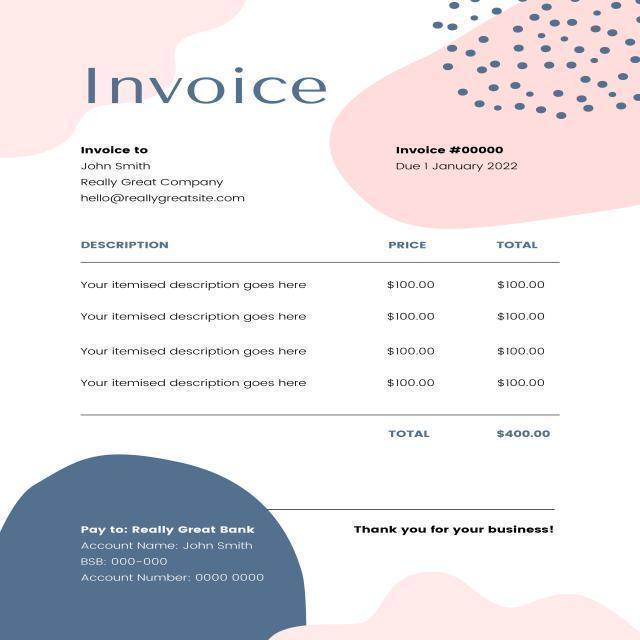 Invoice
Invoice to
John Smith
Really Great Company
hello@reallygreatsite.com
Invoice #00000
Due 1 January 2022
DESCRIPTION PRICE TOTAL
Your itemised description goes here $100.00 $100.00
Your itemised description goes here $100.00 $100.00
Your itemised description goes here $100.00 $100.00
Your itemised description goes here $100.00 $100.00
TOTAL $400.00
Pay to: Really Great Bank
Account Name: John Smith
BSB: 000-000
Account Number: 0000 0000
Thank you for your business!